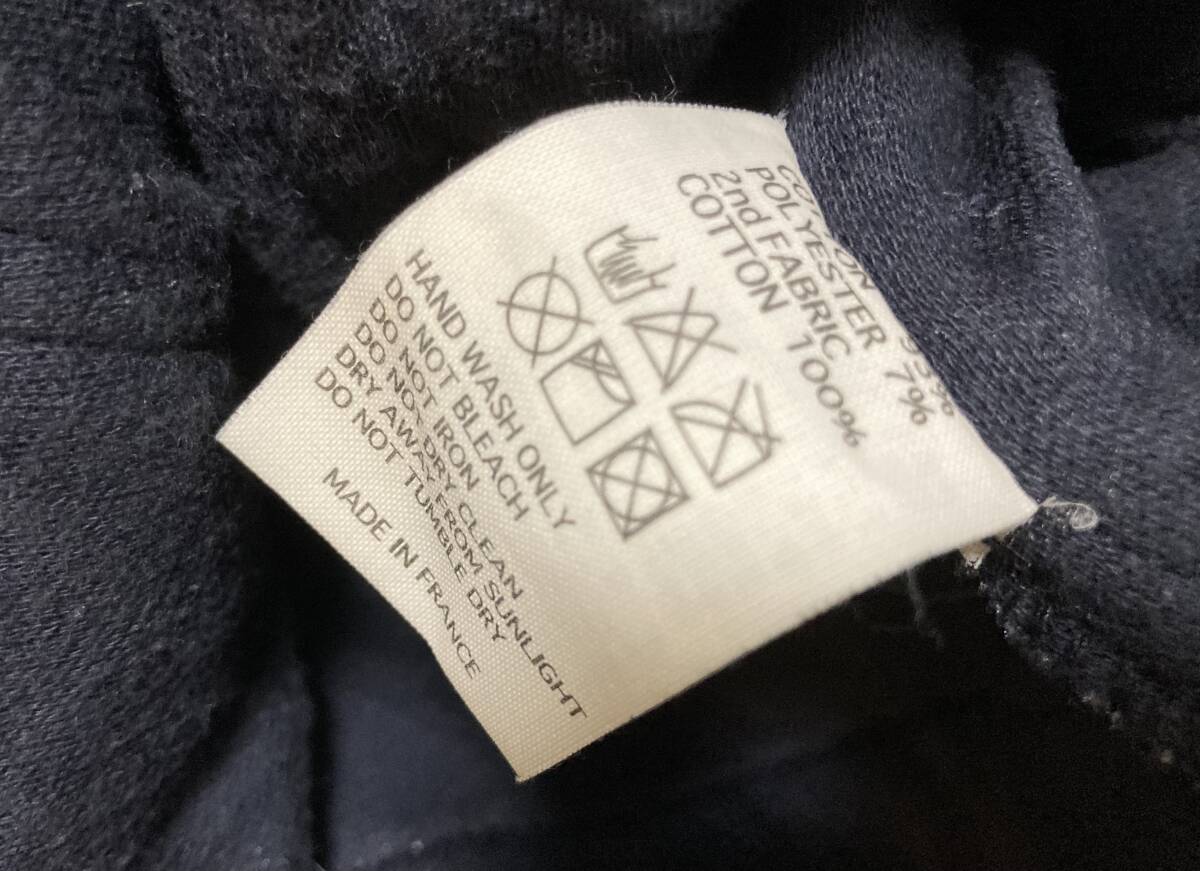 POLYESTER 7%
2nd FABRIC
COTTON 100%
HAND WASH ONLY
DO NOT BLEACH
DO NOT IRON
DO NOT DRY CLEAN
DRY AWAY FROM SUNLIGHT
DO NOT TUMBLE DRY
MADE IN FRANCE